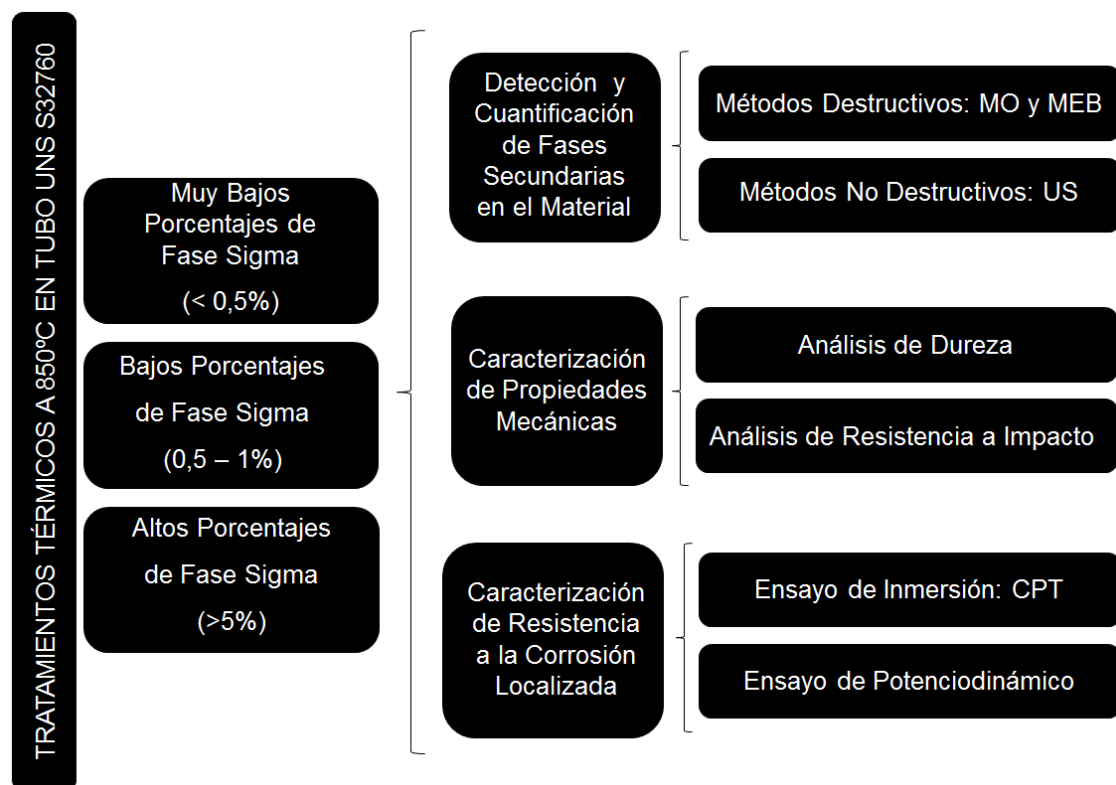 TRATAMIENTOS TÉRMICOS A 850ºC EN TUBO UNS S32760
Muy Bajos
Porcentajes de
Fase Sigma
(< 0,5%)
Bajos Porcentajes
de Fase Sigma
(0,5 – 1%)
Altos Porcentajes
de Fase Sigma
(>5%)
Detección y
Cuantificación
de Fases
Secundarias
en el Material
Métodos Destructivos: MO y MEB
Métodos No Destructivos: US
Caracterización
de Propiedades
Mecánicas
Análisis de Dureza
Análisis de Resistencia a Impacto
Caracterización
de Resistencia
a la Corrosión
Localizada
Ensayo de Inmersión: CPT
Ensayo de Potenciodinámico